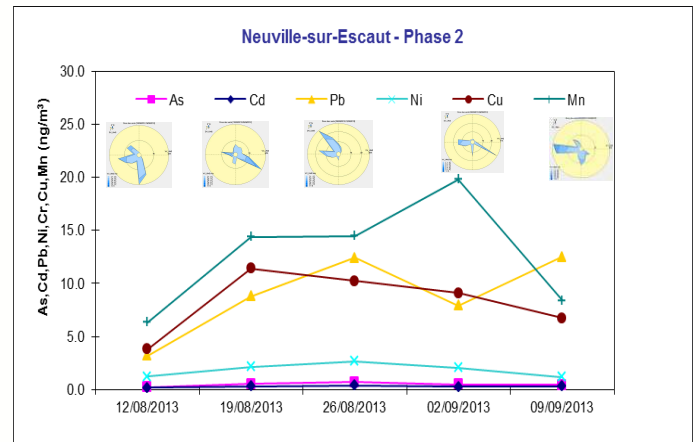 Neuville-sur-Escaut - Phase 2
As,Cd,Pb,Ni,Cr,Cu,Mn (ng/m³)
30.0
25.0
20.0
15.0
10.0
5.0
0.0
As Cd Pb Ni Cu Mn
12/08/2013 19/08/2013 26/08/2013 02/09/2013 09/09/2013